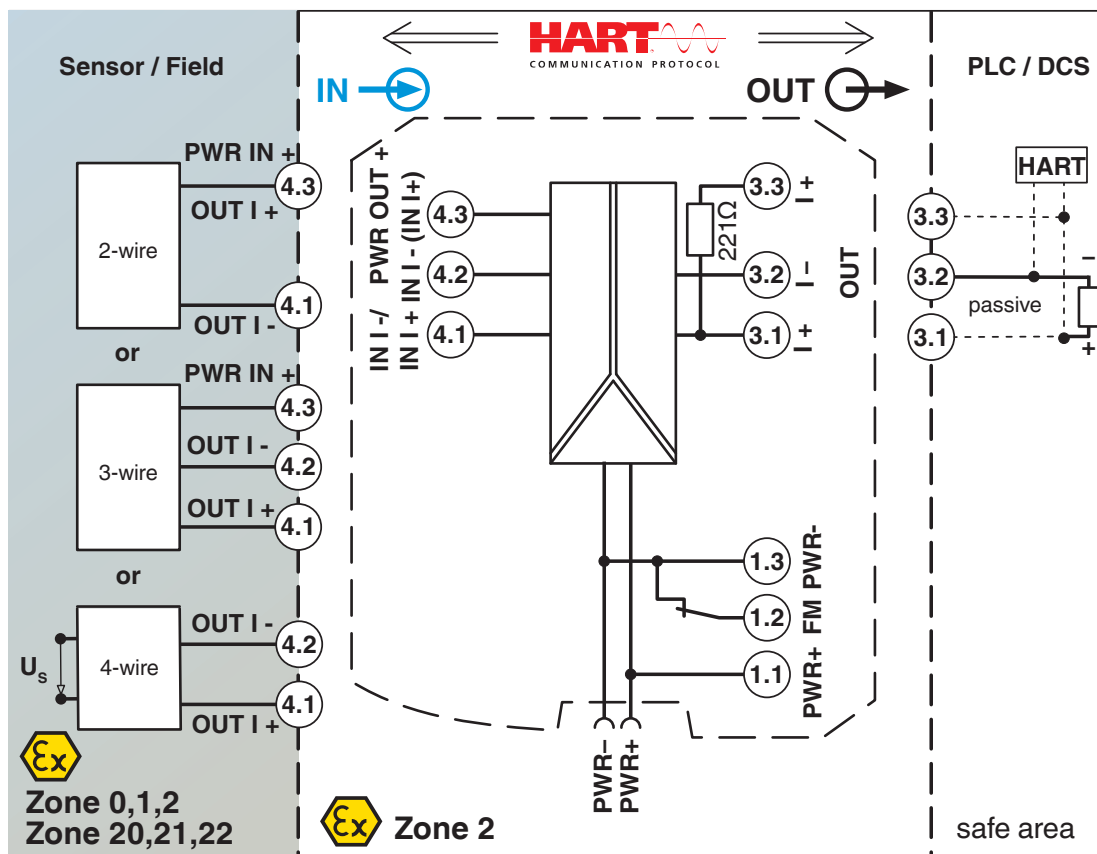 Sensor / Field
HART
COMMUNICATION PROTOCOL
PLC / DCS
IN
OUT
PWR IN +
4.3
OUT I +
2-wire
4.1
OUT I -
or
PWR IN +
4.3
OUT I -
3-wire
4.2
OUT I +
4.1
or
OUT I -
4.2
4-wire
Us
4.1
OUT I +
Ex
Zone 0,1,2
Zone 20,21,22
IN I -/ PWR OUT +
IN I + IN I - (IN I+)
4.3
4.2
4.1
221Ω
3.3 +
I
3.2 -
I
3.1 +
I
OUT
1.3
1.2
1.1
PWR+ FM PWR-
PWR-
PWR+
Ex Zone 2
HART
3.3
3.2
3.1
passive
-
+
safe area